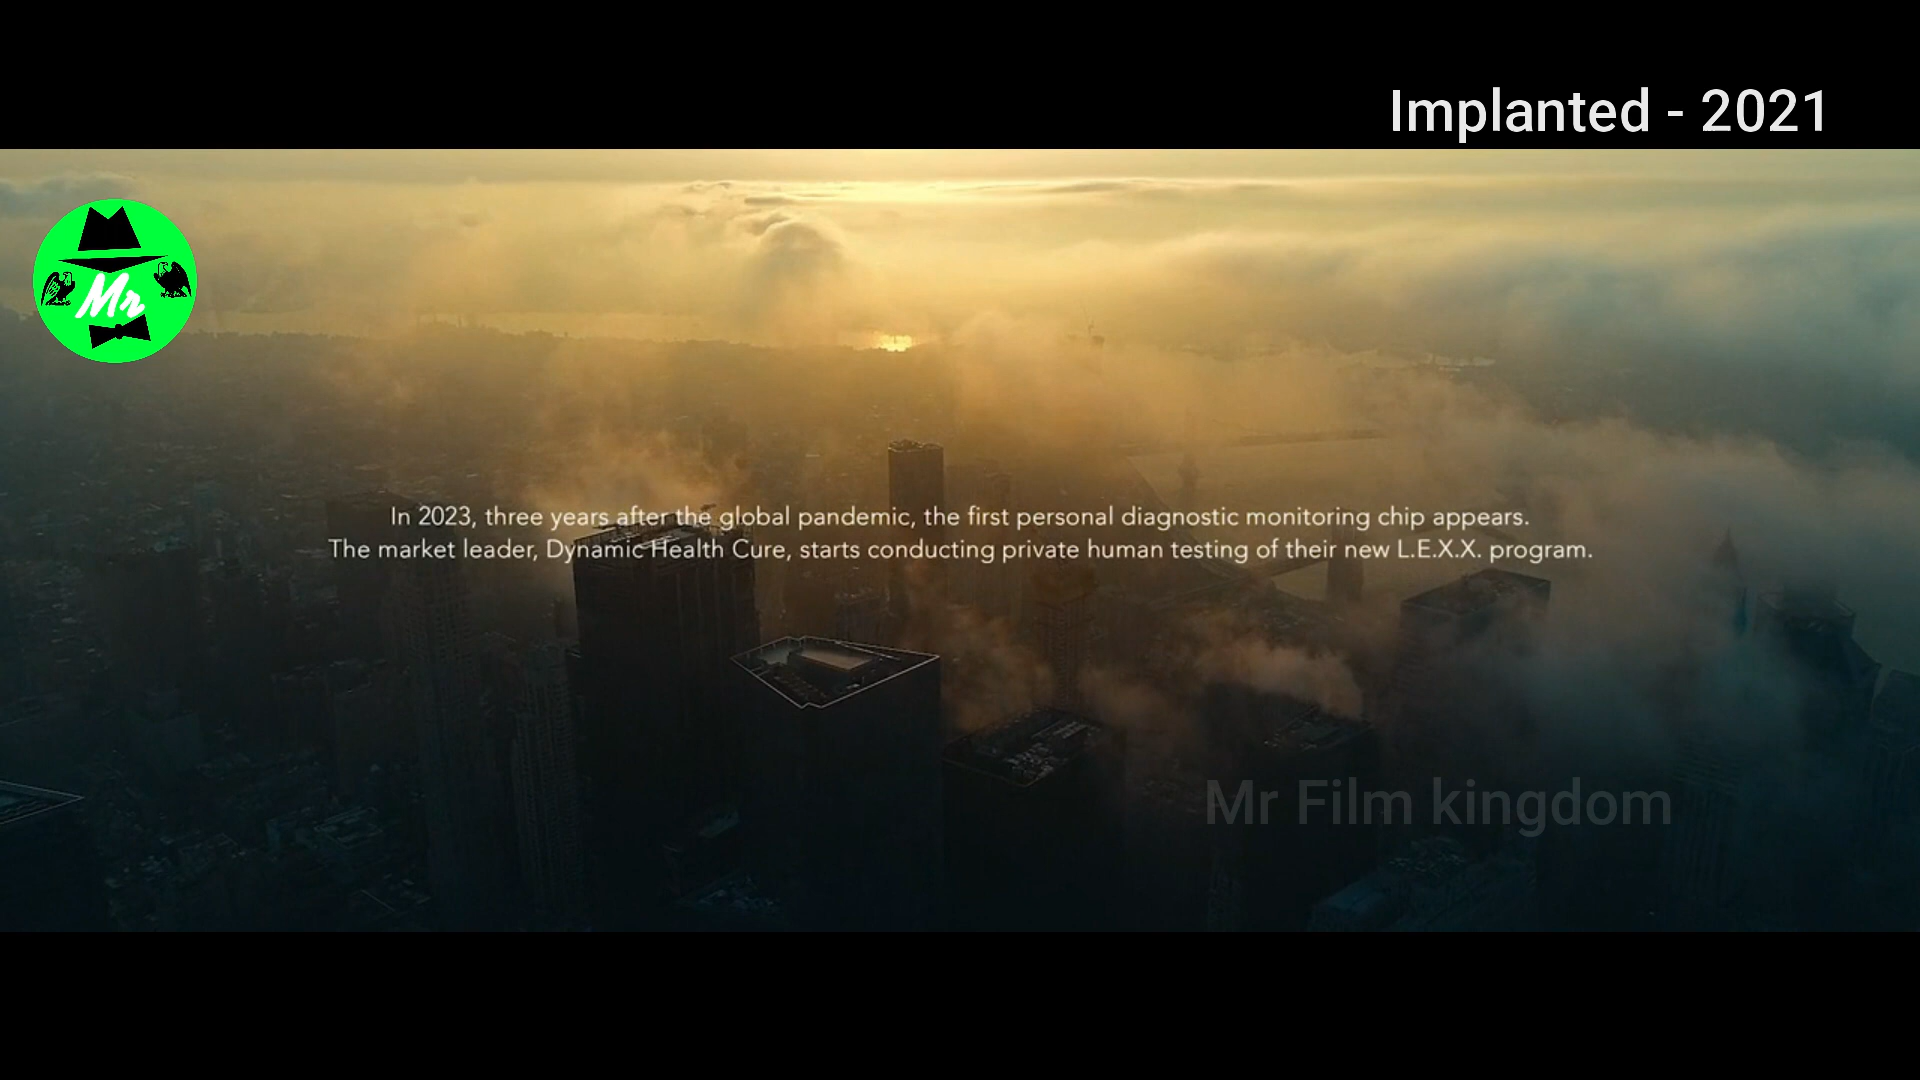 Implanted - 2021
Mr
In 2023, three years after the global pandemic, the first personal diagnostic monitoring chip appears.
The market leader, Dynamic Health Cure, starts conducting private human testing of their new L.E.X.X. program.
Mr Film kingdom